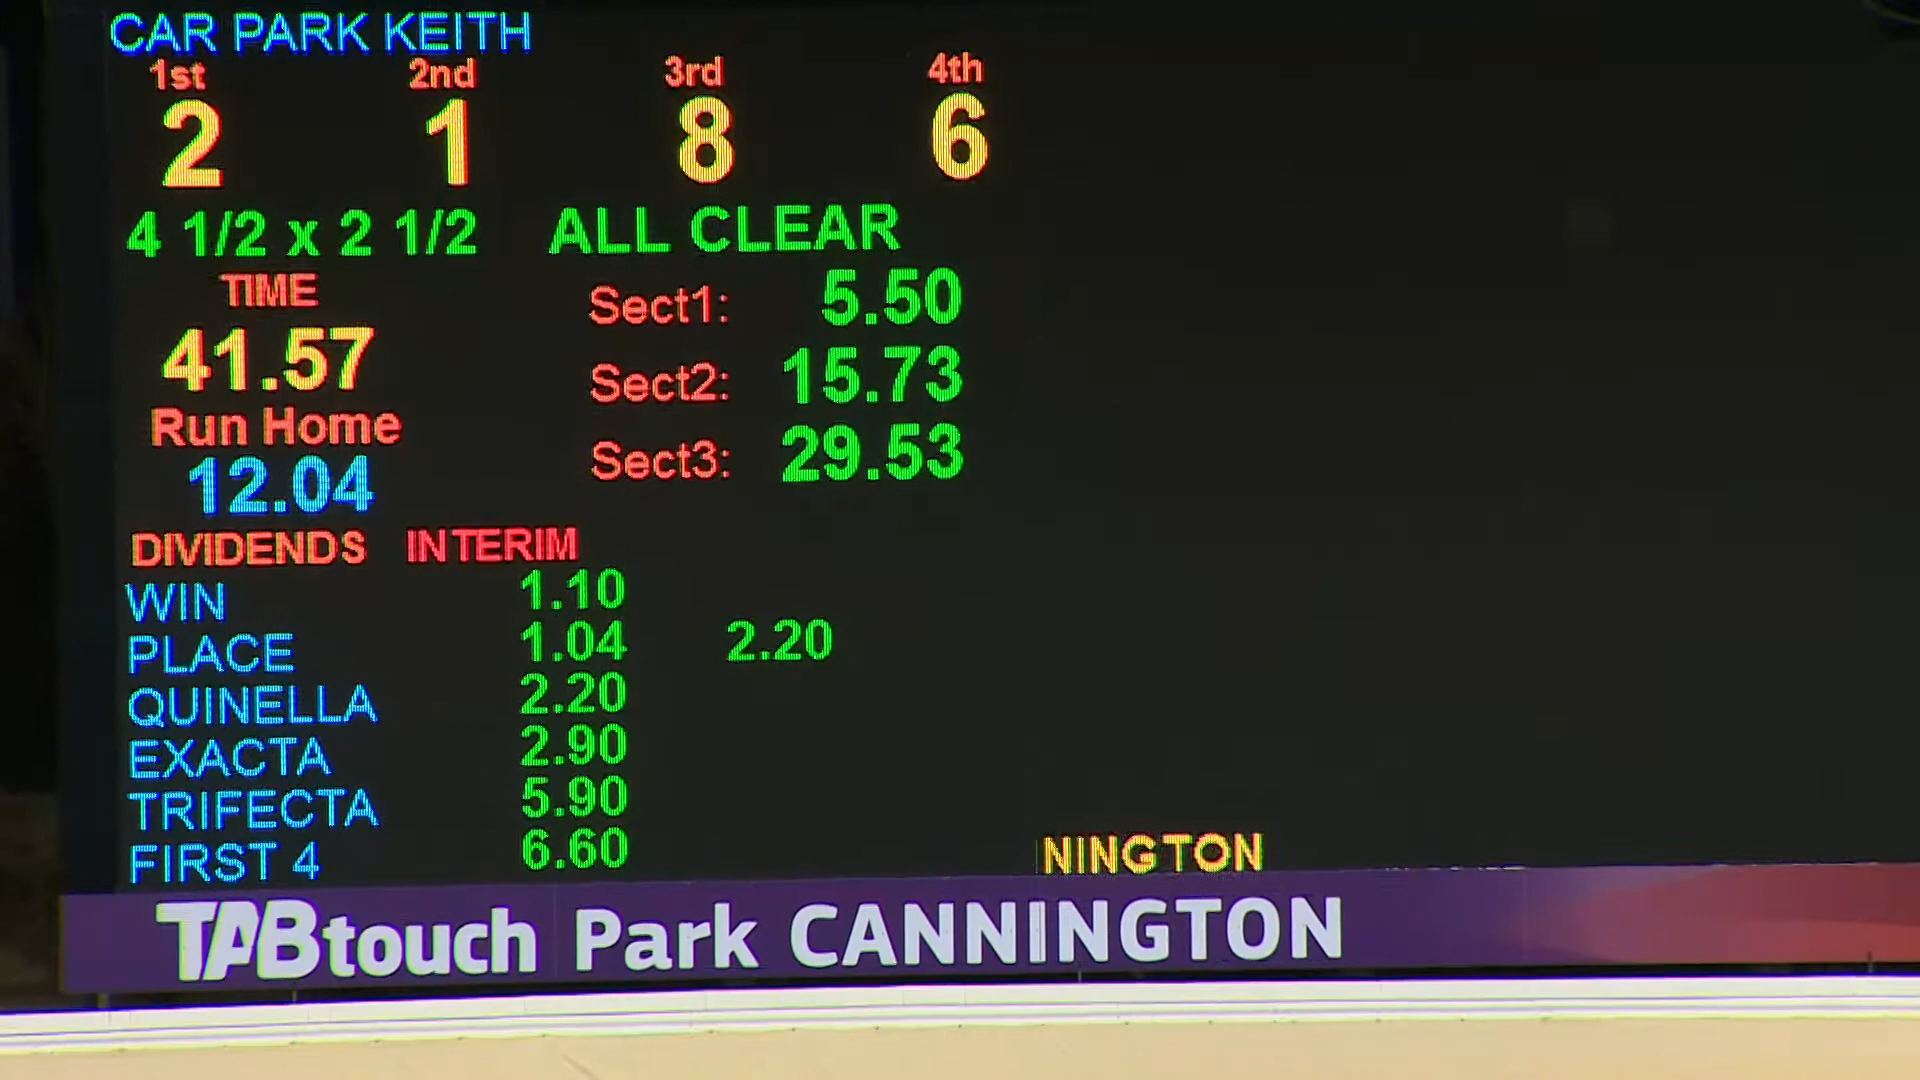 CAR PARK KEITH
1st 2nd 3rd 4th
2 1 8 6
4 1/2 x 2 1/2 ALL CLEAR
TIME
Sect1: 5.50
41.57
Sect2: 15.73
Run Home
Sect3: 29.53
12.04
DIVIDENDS INTERIM
WIN 1.10
PLACE 1.04 2.20
QUINELLA 2.20
EXACTA 2.90
TRIFECTA 5.90
FIRST 4 6.60
NINGTON
TABtouch Park CANNINGTON